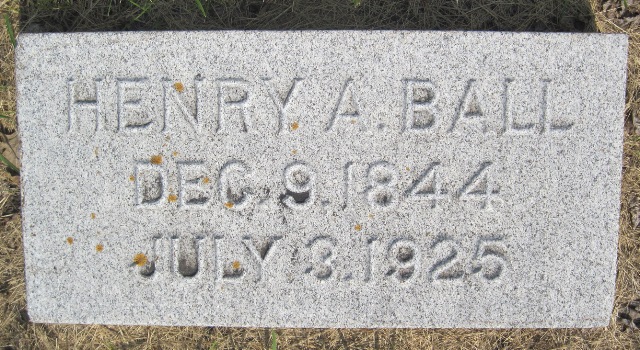 HENRY A. BALL
DEC. 9. 1844
JULY 3. 1925